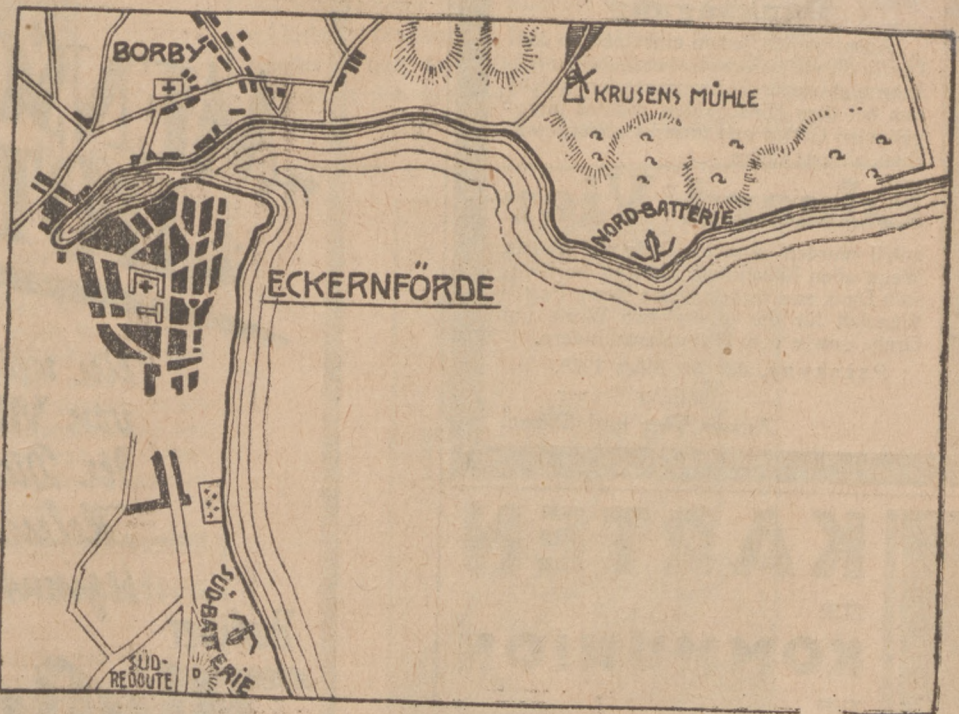 BORBY
KRUSENS MÜHLE
NORD-BATTERIE
ECKERNFÖRDE
SÜD-BATTERIE
SÜD-
REDOUTE
D